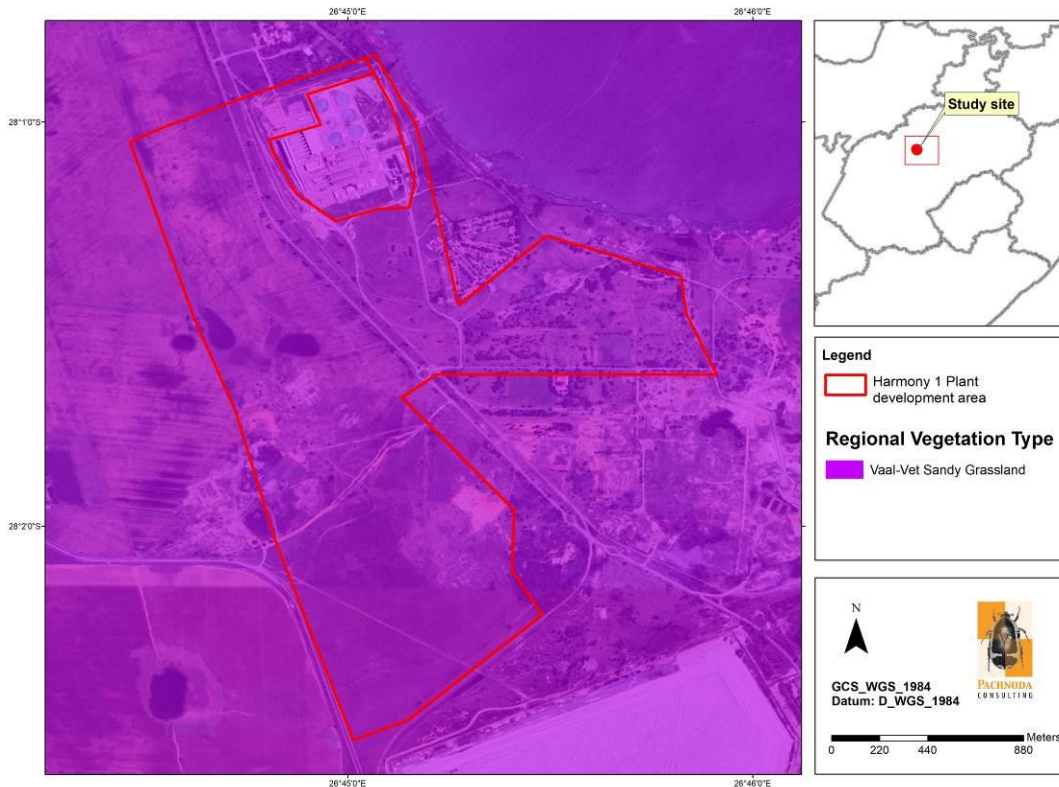 26°45'0"E
26°46'0"E
28°1'0"S
28°2'0"S
26°45'0"E
26°46'0"E
Study site
Legend
Harmony 1 Plant
development area
Regional Vegetation Type
Vaal-Vet Sandy Grassland
N
PACHNODA
CONSULTING
GCS_WGS_1984
Datum: D_WGS_1984
Meters
0 220 440 880